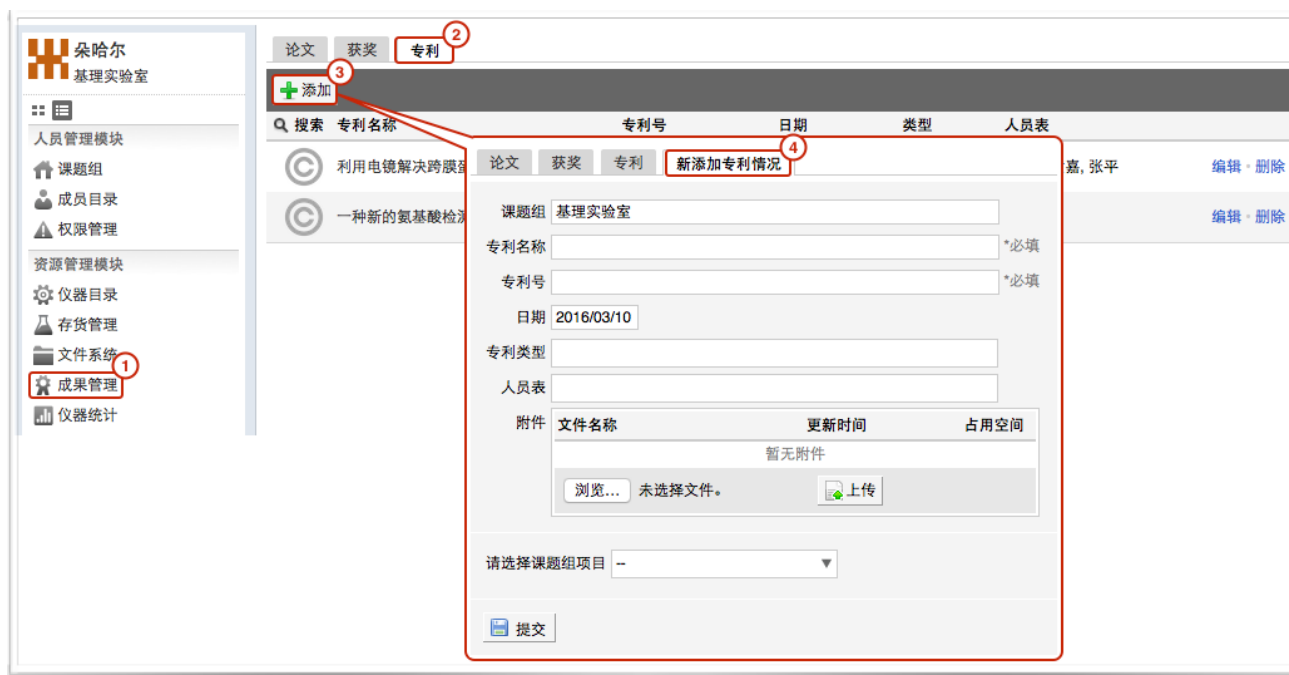 朵哈尔
基理实验室
人员管理模块
课题组
成员目录
权限管理
资源管理模块
仪器目录
存货管理
文件系统
1
成果管理
仪器统计
论文 获奖 专利 2
3
添加
搜索 专利名称 专利号 日期 类型 人员表
利用电镜解决跨膜 嘉, 张平 编辑 删除
一种新的氨基酸检测 编辑 删除
4
论文 获奖 专利 新添加专利情况
课题组 基理实验室
专利名称 *必填
专利号 *必填
日期 2016/03/10
专利类型
人员表
附件 文件名称 更新时间 占用空间
暂无附件
浏览... 未选择文件。 上传
请选择课题组项目 --
提交